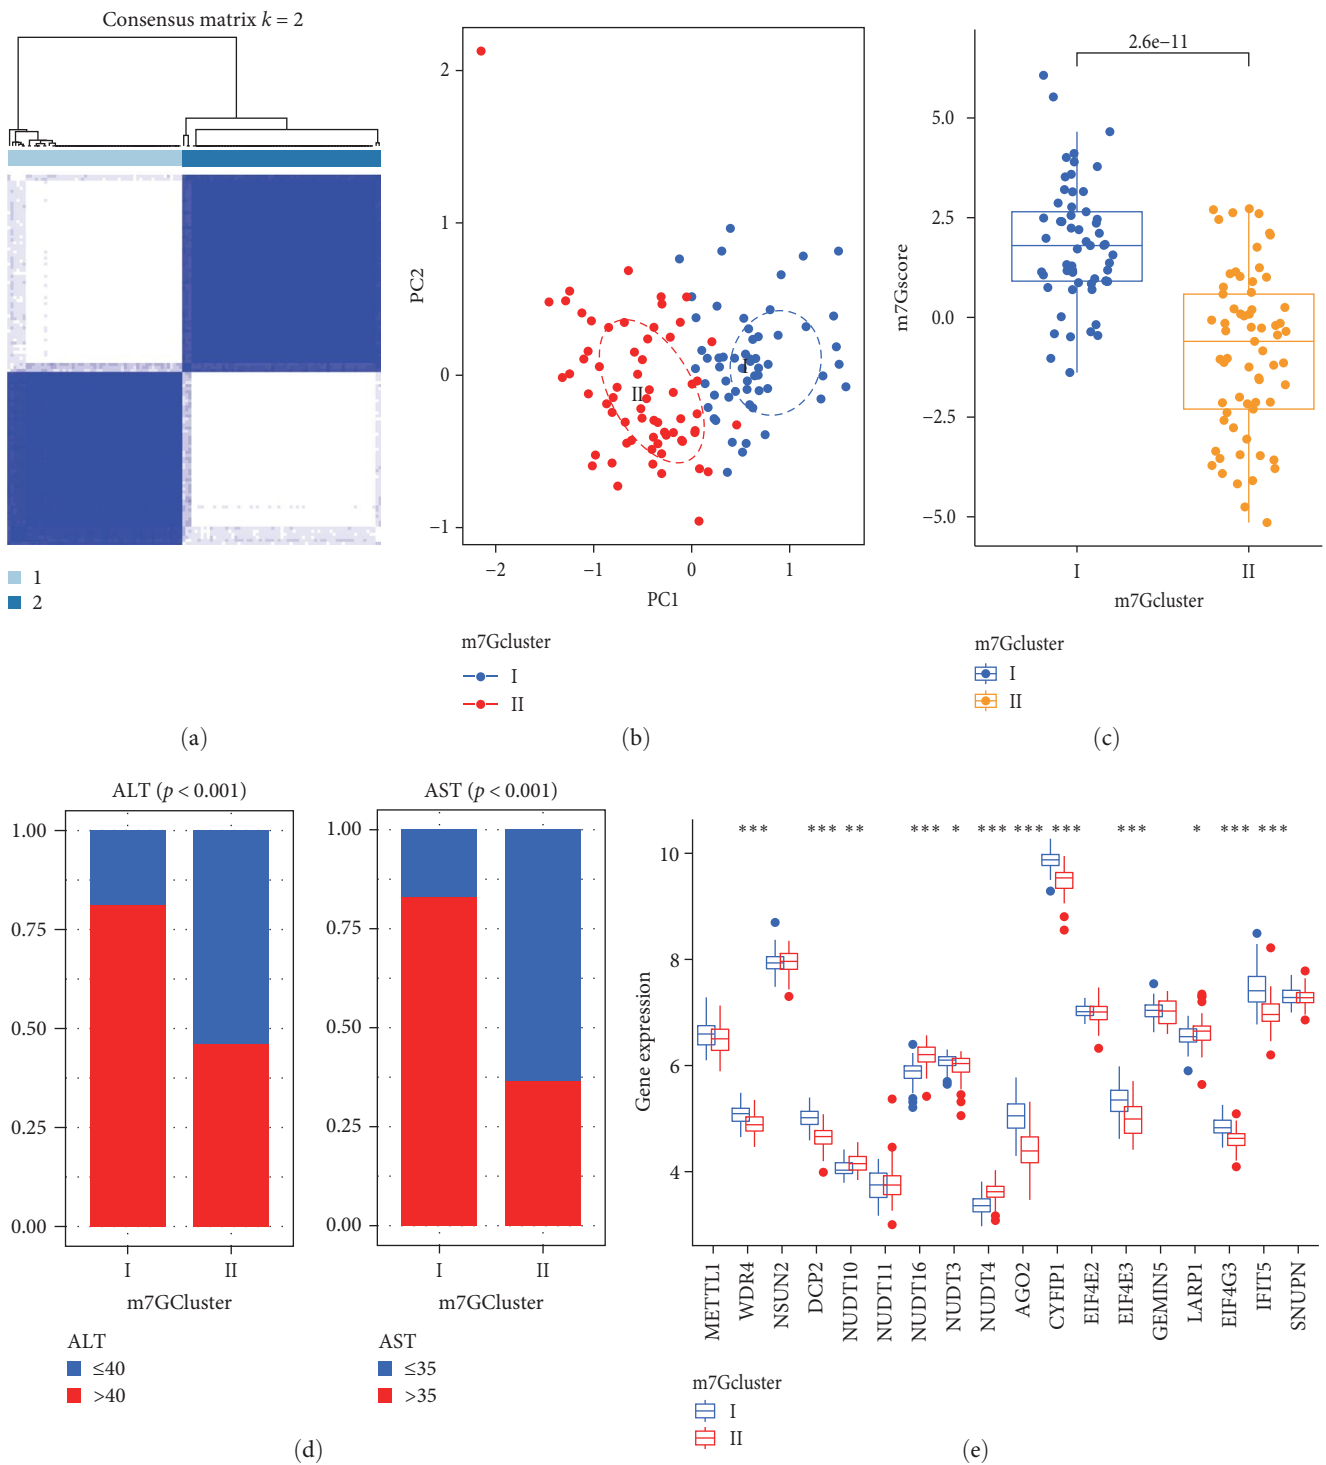 Consensus matrix k = 2
1
2
(a)
PC2
2
1
0
−1
−2
−1
0
1
PC1
I
II
m7Gcluster
I
II
(b)
2.6e−11
m7Gscore
5.0
2.5
0.0
−2.5
−5.0
I
II
m7Gcluster
m7Gcluster
I
II
(c)
ALT (p < 0.001)
1.00
0.75
0.50
0.25
0.00
I
II
m7GCluster
ALT
≤40
>40
AST (p < 0.001)
1.00
0.75
0.50
0.25
0.00
I
II
m7GCluster
AST
≤35
>35
(d)
*** *** ** *** * *** *** *** *** * *** ***
Gene expression
10
8
6
4
METTL1
WDR4
NSUN2
DCP2
NUDT10
NUDT11
NUDT16
NUDT3
NUDT4
AGO2
CYFIP1
EIF4E2
EIF4E3
GEMIN5
LARP1
EIF4G3
IFIT5
SNUPN
m7Gcluster
I
II
(e)